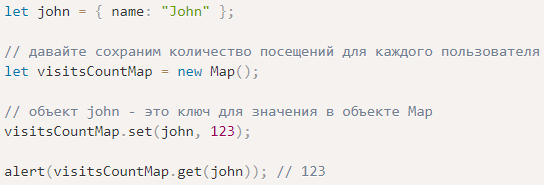 let john = { name: "John" };
// давайте сохраним количество посещений для каждого пользователя
let visitsCountMap = new Map();
// объект john - это ключ для значения в объекте Map
visitsCountMap.set(john, 123);
alert(visitsCountMap.get(john)); // 123